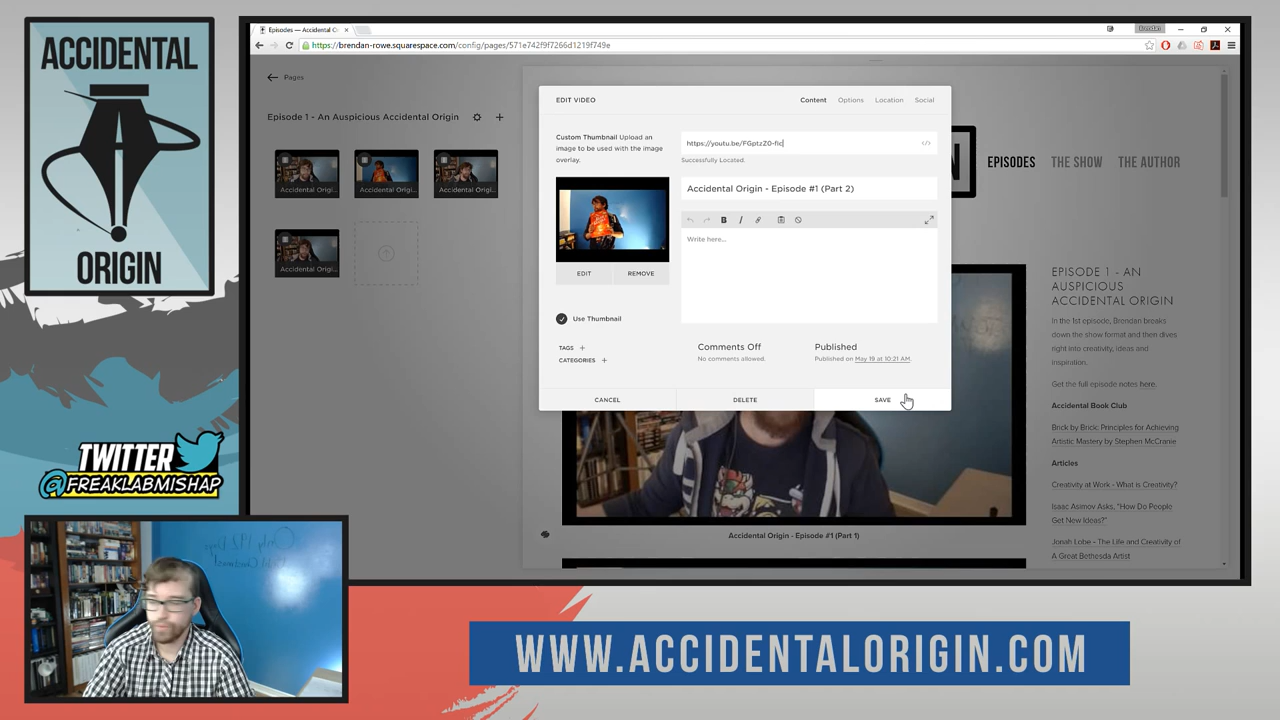 ACCIDENTAL
ORIGIN
TWITTER
@FREAKLABMISHAP
Episodes — Accidental O
Brendan
https://brendan-rowe.squarespace.com/config/pages/571e742f9f7266d1219f749e
Pages
Episode 1 - An Auspicious Accidental Origin
Accidental Origi...
Accidental Origi...
Accidental Origi...
Accidental Origi...
EDIT VIDEO
Content
Options
Location
Social
Custom Thumbnail Upload an
image to be used with the image
overlay.
https://youtu.be/FGptzZ0-fic
Successfully Located.
Accidental Origin - Episode #1 (Part 2)
B
I
Write here...
EDIT
REMOVE
Use Thumbnail
TAGS +
CATEGORIES +
Comments Off
No comments allowed.
Published
Published on May 19 at 10:21 AM.
CANCEL
DELETE
SAVE
N
EPISODES
THE SHOW
THE AUTHOR
EPISODE 1 - AN
AUSPICIOUS
ACCIDENTAL ORIGIN
In the 1st episode, Brendan breaks
down the show format and then dives
right into creativity, ideas and
inspiration.
Get the full episode notes here.
Accidental Book Club
Brick by Brick: Principles for Achieving
Artistic Mastery by Stephen McCranie
Articles
Creativity at Work - What is Creativity?
Isaac Asimov Asks, "How Do People
Get New Ideas?"
Jonah Lobe - The Life and Creativity of
A Great Bethesda Artist
Accidental Origin - Episode #1 (Part 1)
WWW.ACCIDENTALORIGIN.COM